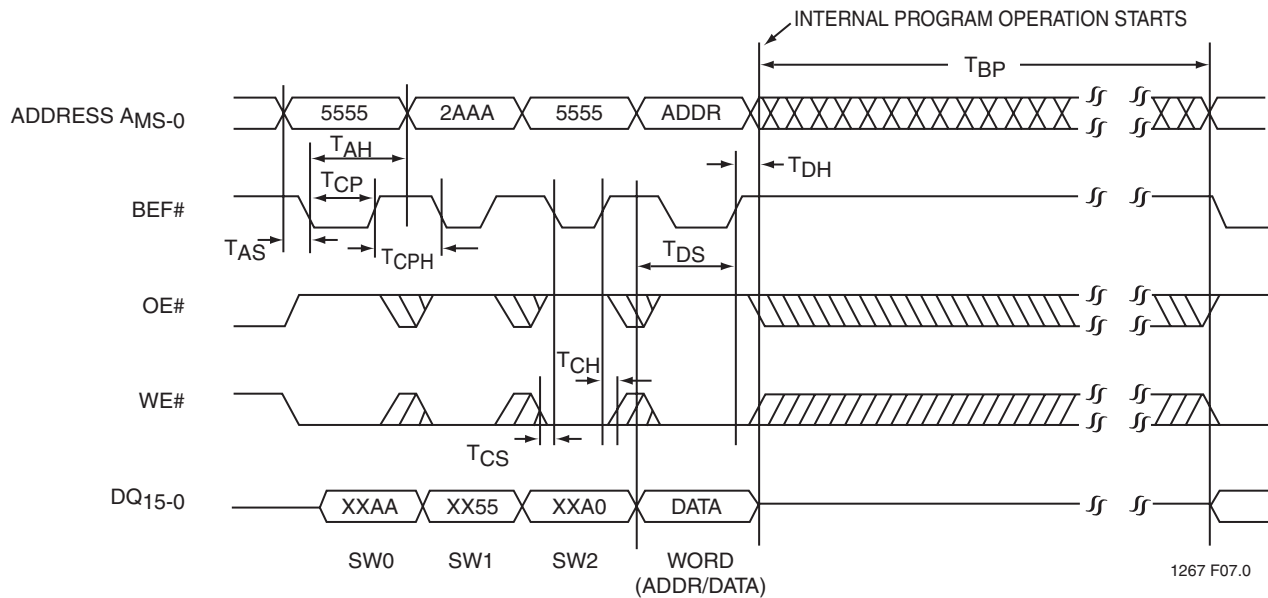 INTERNAL PROGRAM OPERATION STARTS
TBP
ADDRESS AMS-0
5555
2AAA
5555
ADDR
TAH
TDH
TCP
BEF#
TAS
TCPH
TDS
OE#
TCH
WE#
TCS
DQ15-0
XXAA
XX55
XXA0
DATA
SW0
SW1
SW2
WORD
(ADDR/DATA)
1267 F07.0